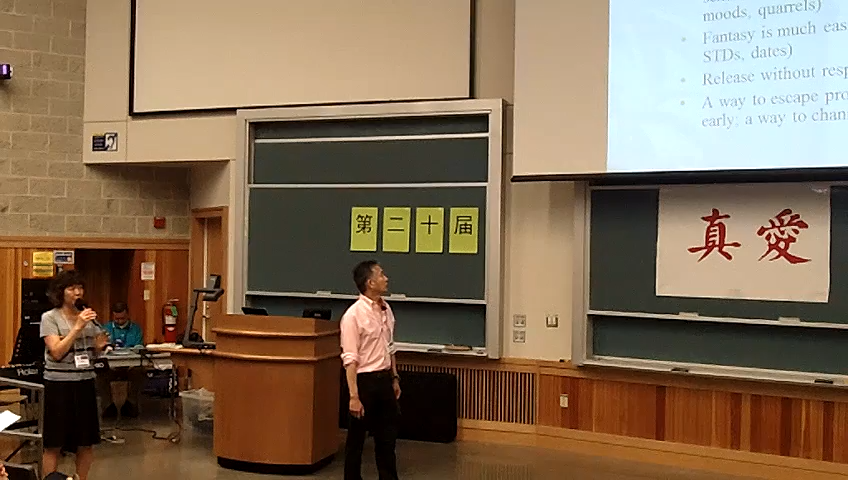 moods, quarrels)
Fantasy is much eas
STDs, dates)
Release without resp
A way to escape pro
early; a way to chan
第二十届
真愛